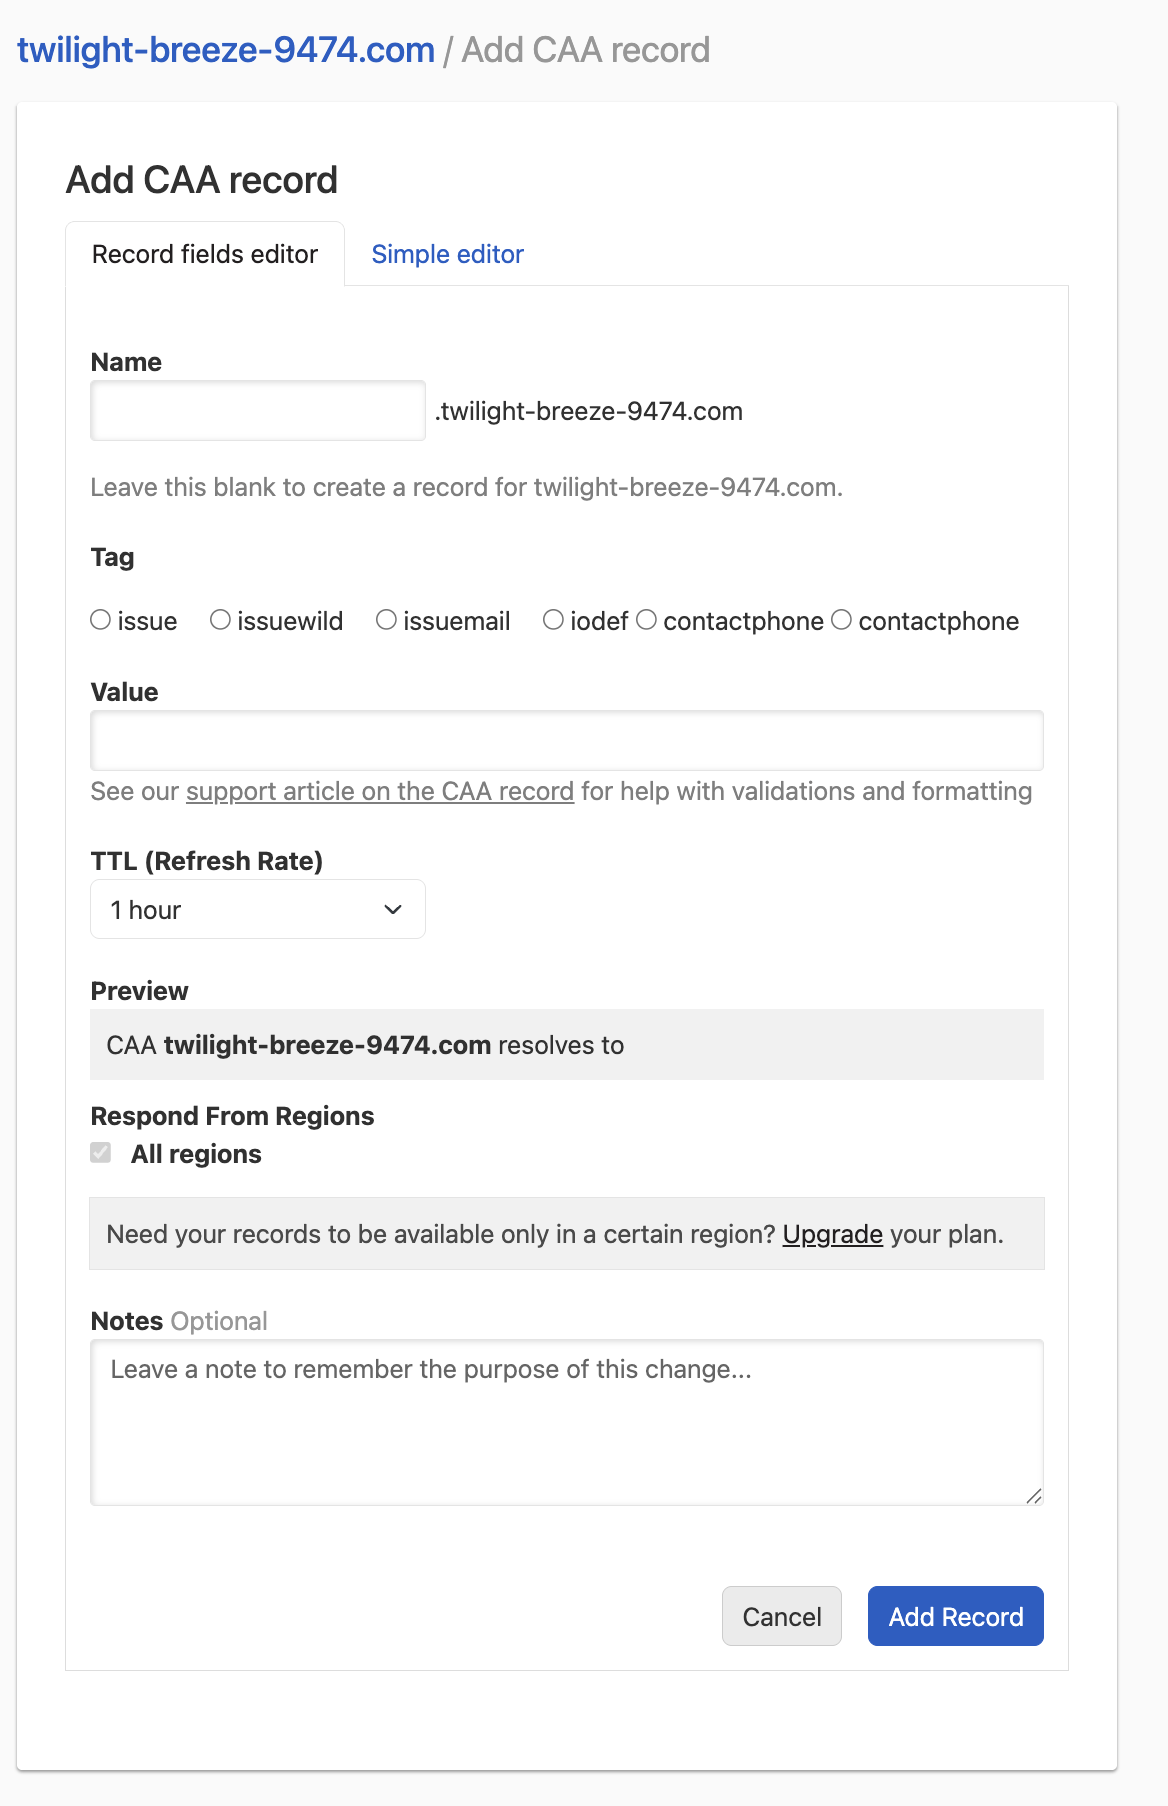 twilight-breeze-9474.com / Add CAA record
Add CAA record
Record fields editor
Simple editor
Name
.twilight-breeze-9474.com
Leave this blank to create a record for twilight-breeze-9474.com.
Tag
issue issuewild issuemail iodef contactphone contactphone
Value
See our support article on the CAA record for help with validations and formatting
TTL (Refresh Rate)
1 hour
Preview
CAA twilight-breeze-9474.com resolves to
Respond From Regions
All regions
Need your records to be available only in a certain region? Upgrade your plan.
Notes Optional
Leave a note to remember the purpose of this change...
Cancel
Add Record